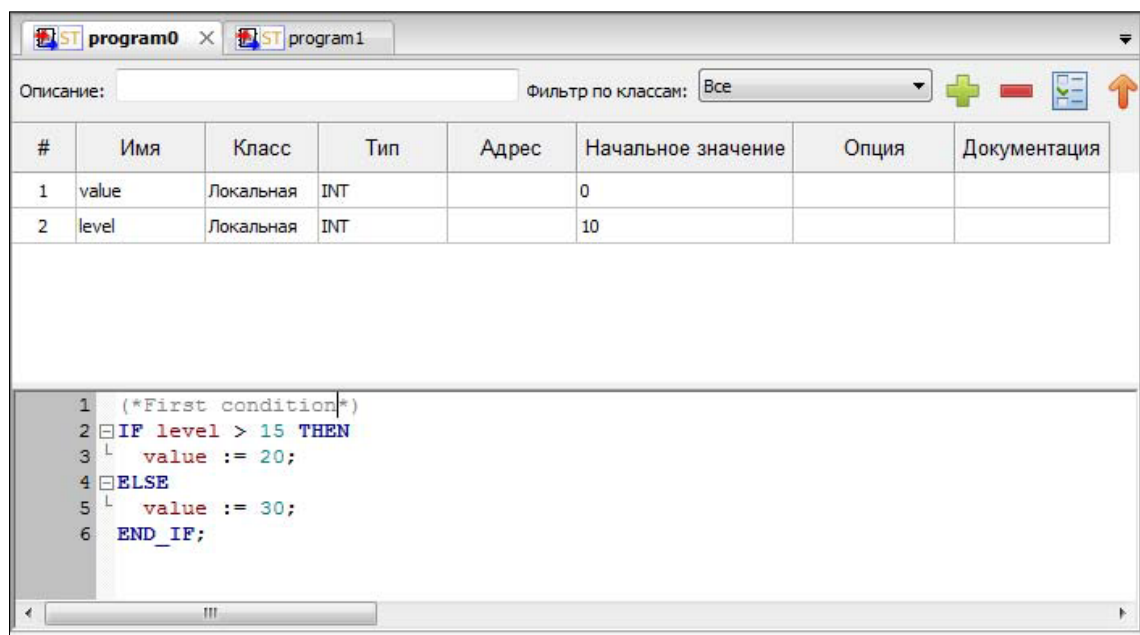 ST program0 ST program1
Описание: Фильтр по классам: Все
# Имя Класс Тип Адрес Начальное значение Опция Документация
1 value Локальная INT 0
2 level Локальная INT 10
1 (*First condition*)
2 IF level > 15 THEN
3 value := 20;
4 ELSE
5 value := 30;
6 END_IF;